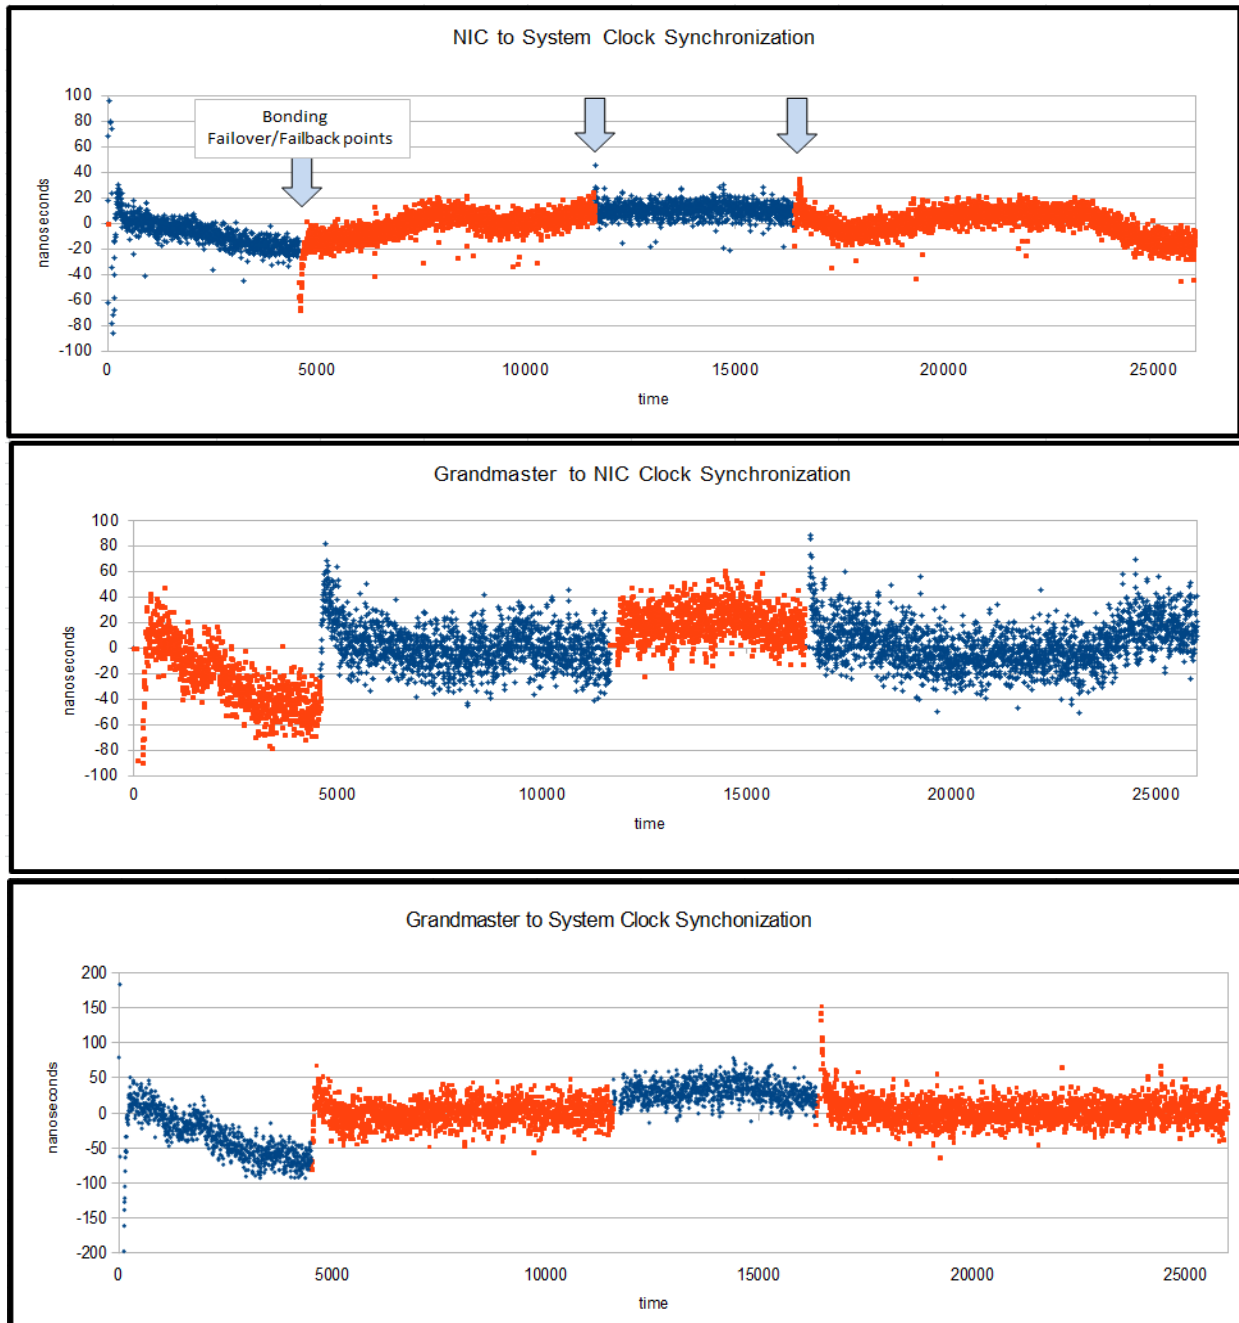 NIC to System Clock Synchronization
100
80
60
40
20
0
-20
-40
-60
-80
-100
nanoseconds
Bonding
Failover/Failback points
0 5000 10000 15000 20000 25000
time
Grandmaster to NIC Clock Synchronization
100
80
60
40
20
0
-20
-40
-60
-80
-100
nanoseconds
0 5000 10000 15000 20000 25000
time
Grandmaster to System Clock Synchonization
200
150
100
50
0
-50
-100
-150
-200
nanoseconds
0 5000 10000 15000 20000 25000
time